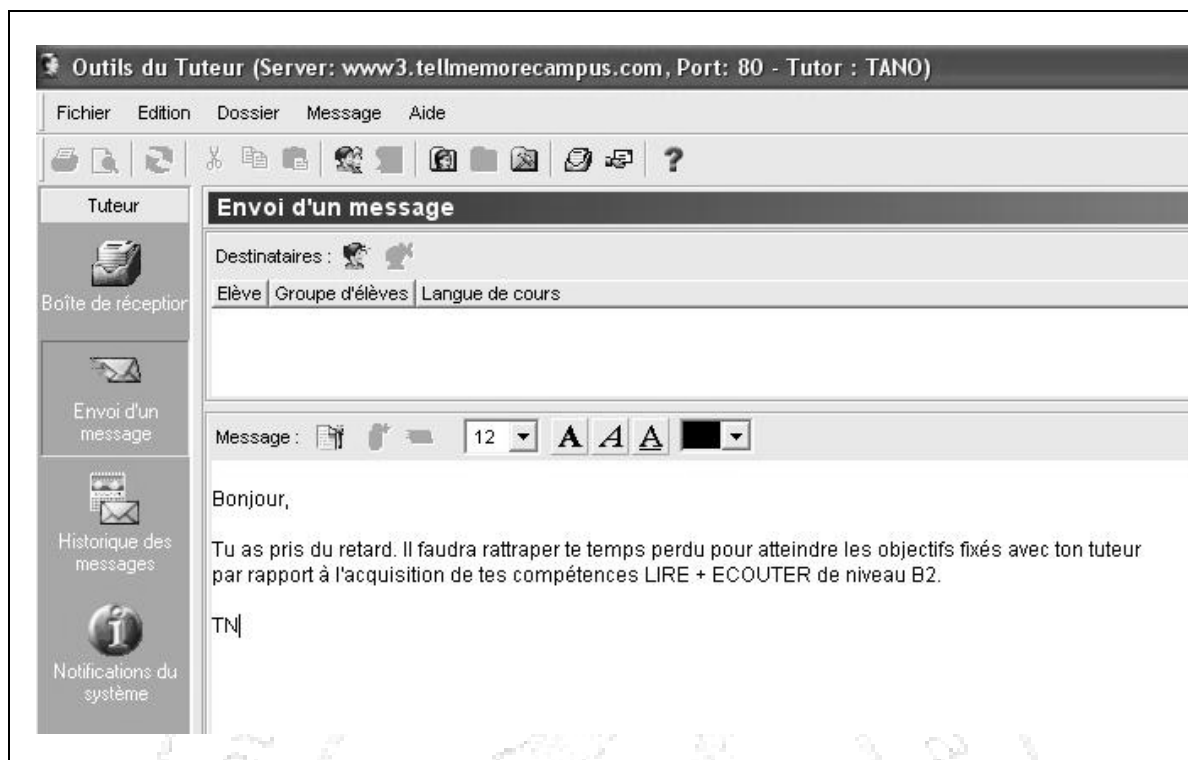 Outils du Tuteur (Server: www3.tellmemorecampus.com, Port: 80 - Tutor : TANO)
Fichier Edition Dossier Message Aide
?
Tuteur
Boîte de réception
Envoi d'un
message
Historique des
messages
Notifications du
système
Envoi d'un message
Destinataires :
Elève Groupe d'élèves Langue de cours
Message : 12 A A A
Bonjour,
Tu as pris du retard. Il faudra rattraper te temps perdu pour atteindre les objectifs fixés avec ton tuteur
par rapport à l'acquisition de tes compétences LIRE + ECOUTER de niveau B2.
TN